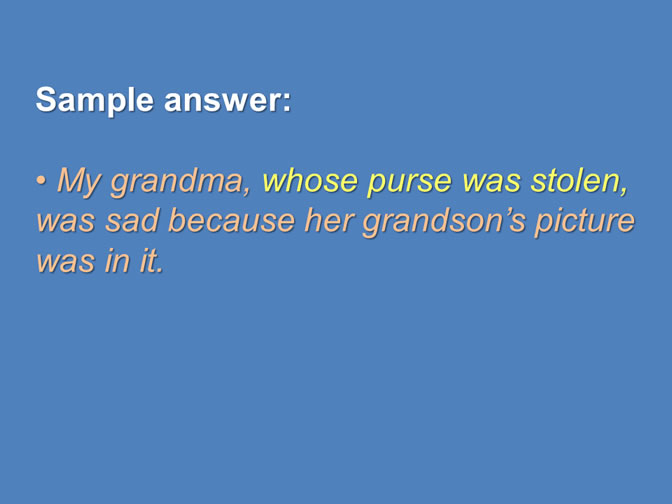 Sample answer:
• My grandma, whose purse was stolen,
was sad because her grandson’s picture
was in it.